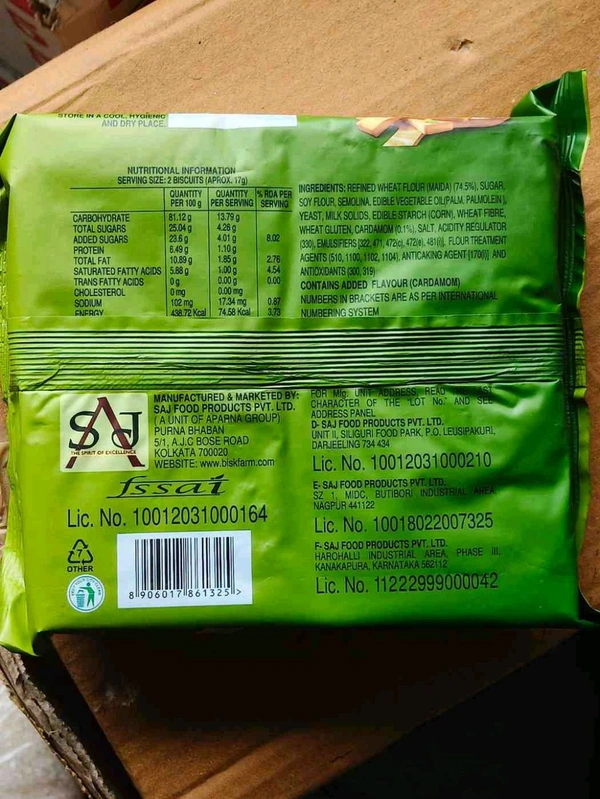 STORE IN A COOL, HYGIENIC
AND DRY PLACE.
NUTRITIONAL INFORMATION
SERVING SIZE: 2 BISCUITS (APROX. 17g)
QUANTITY PER 100 g QUANTITY PER SERVING % RDA PER SERVING
CARBOHYDRATE 81.12 g 13.79 g
TOTAL SUGARS 25.04 g 4.26 g
ADDED SUGARS 23.6 g 4.01 g 8.02
PROTEIN 6.49 g 1.10 g
TOTAL FAT 10.89 g 1.85 g 2.76
SATURATED FATTY ACIDS 5.88 g 1.00 g 4.54
TRANS FATTY ACIDS 0 g 0.00 g 0.00
CHOLESTEROL 0 mg 0.00 mg
SODIUM 102 mg 17.34 mg 0.87
ENERGY 438.72 Kcal 74.58 Kcal 3.73
INGREDIENTS: REFINED WHEAT FLOUR (MAIDA) (74.5%), SUGAR,
SOY FLOUR, SEMOLINA, EDIBLE VEGETABLE OIL(PALM, PALMOLEIN),
YEAST, MILK SOLIDS, EDIBLE STARCH (CORN), WHEAT FIBRE,
WHEAT GLUTEN, CARDAMOM (0.1%), SALT, ACIDITY REGULATOR
(330), EMULSIFIERS [322, 471, 472(c), 472(e), 481(i)], FLOUR TREATMENT
AGENTS (510, 1100, 1102, 1104), ANTICAKING AGENT [170(i)] AND
ANTIOXIDANTS (300, 319)
CONTAINS ADDED FLAVOUR (CARDAMOM)
NUMBERS IN BRACKETS ARE AS PER INTERNATIONAL
NUMBERING SYSTEM
SAJ
THE SPIRIT OF EXCELLENCE
MANUFACTURED & MARKETED BY:
SAJ FOOD PRODUCTS PVT. LTD.
( A UNIT OF APARNA GROUP)
PURNA BHABAN
5/1, A.J.C BOSE ROAD
KOLKATA 700020
WEBSITE: www.biskfarm.com
fssai
Lic. No. 10012031000164
7
OTHER
8 906017 861325 >
FOR Mfg. UNIT ADDRESS, READ
CHARACTER OF THE "LOT No." AND SEE
ADDRESS PANEL
D- SAJ FOOD PRODUCTS PVT. LTD.
UNIT II, SILIGURI FOOD PARK, P.O. LEUSIPAKURI,
DARJEELING 734 434
Lic. No. 10012031000210
E- SAJ FOOD PRODUCTS PVT. LTD.
SZ 1, MIDC, BUTIBORI INDUSTRIAL AREA,
NAGPUR 441122
Lic. No. 10018022007325
F- SAJ FOOD PRODUCTS PVT. LTD.
HAROHALLI INDUSTRIAL AREA, PHASE III,
KANAKAPURA, KARNATAKA 562112
Lic. No. 11222999000042